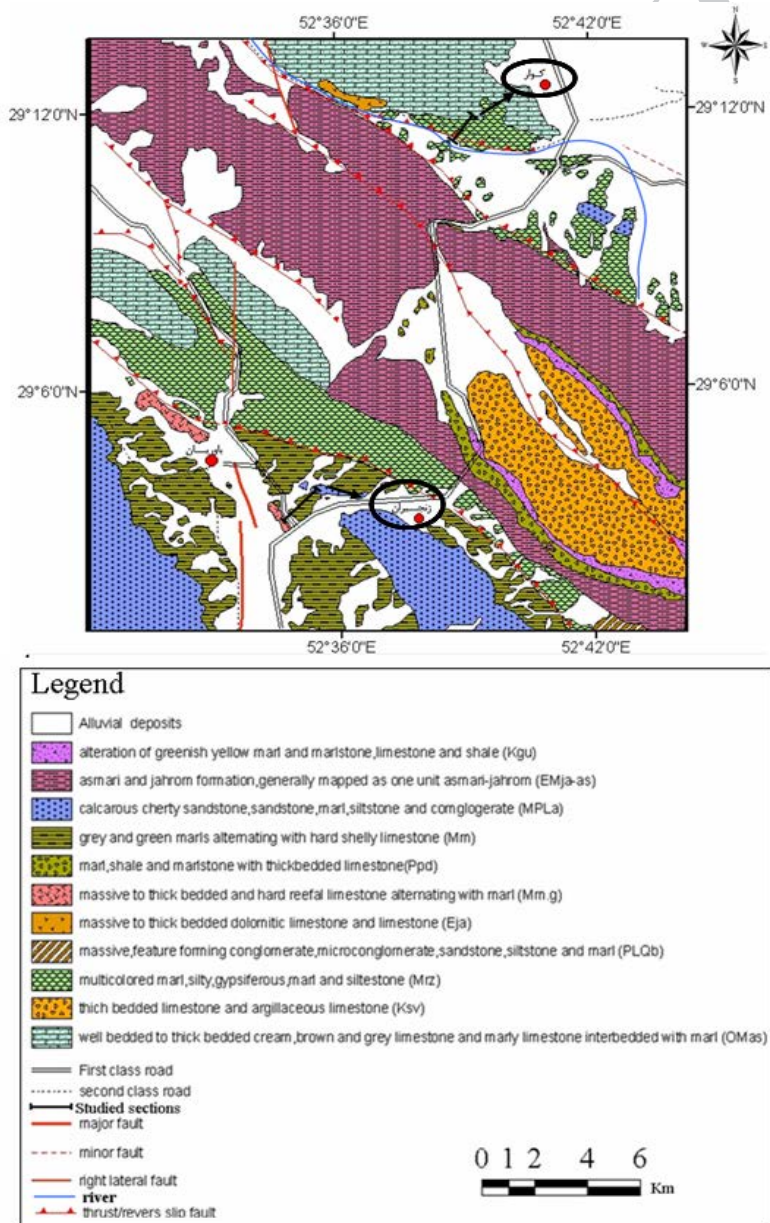 52°36'0"E
52°42'0"E
N
W
E
S
29°12'0"N
29°12'0"N
کوار
29°6'0"N
29°6'0"N
زنجیران
52°36'0"E
52°42'0"E
Legend
Alluvial deposits
alteration of greenish yellow marl and marlstone,limestone and shale (Kgu)
asmari and jahrom formation,generally mapped as one unit asmari-jahrom (EMja-as)
calcarous cherty sandstone,sandstone,marl,siltstone and comglogerate (MPLa)
grey and green marls alternating with hard shelly limestone (Mm)
marl,shale and marlstone with thickbedded limestone(Ppd)
massive to thick bedded and hard reefal limestone alternating with marl (Mm.g)
massive to thick bedded dolomitic limestone and limestone (Eja)
massive,feature forming conglomerate,microconglomerate,sandstone,siltstone and marl (PLQb)
multicolored marl,silty,gypsiferous,marl and siltestone (Mrz)
thich bedded limestone and argillaceous limestone (Ksv)
well bedded to thick bedded cream,brown and grey limestone and marly limestone interbedded with marl (OMas)
First class road
second class road
Studied sections
major fault
minor fault
right lateral fault
river
thrust/revers slip fault
0 1 2 4 6
Km